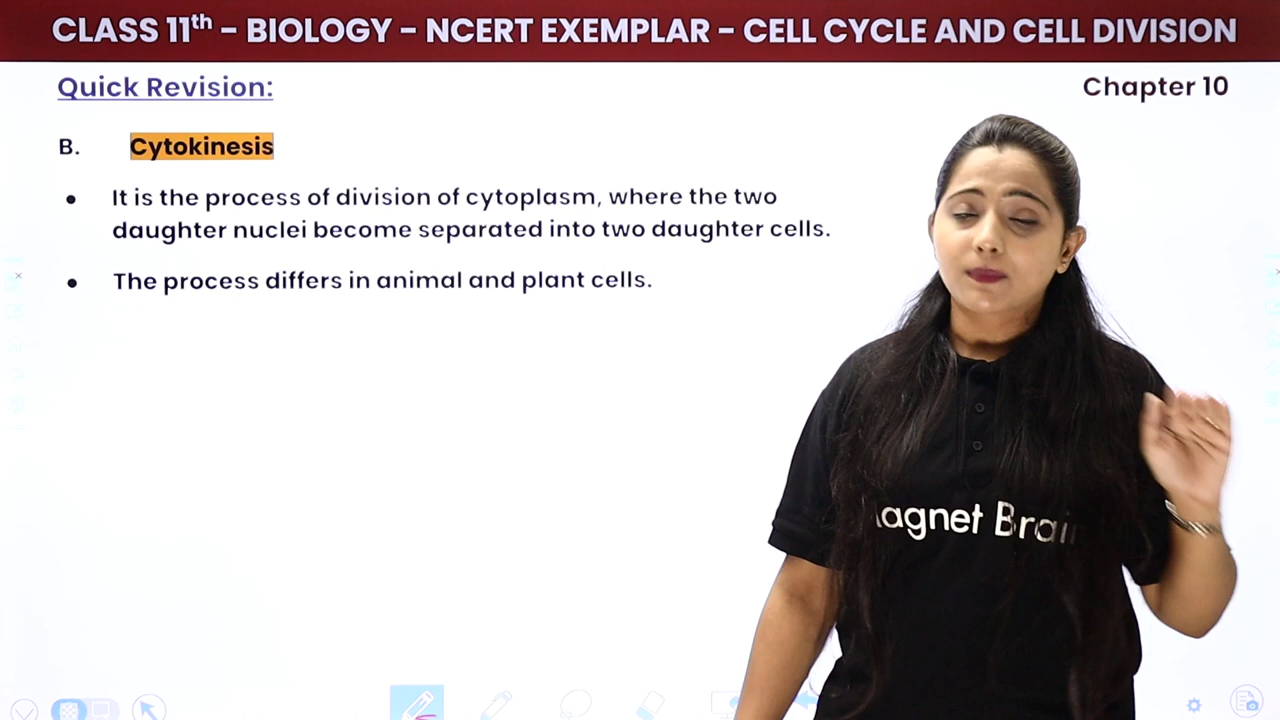 CLASS 11th – BIOLOGY – NCERT EXEMPLAR – CELL CYCLE AND CELL DIVISION
Quick Revision:
Chapter 10
B. Cytokinesis
• It is the process of division of cytoplasm, where the two
daughter nuclei become separated into two daughter cells.
• The process differs in animal and plant cells.
agnet Brai